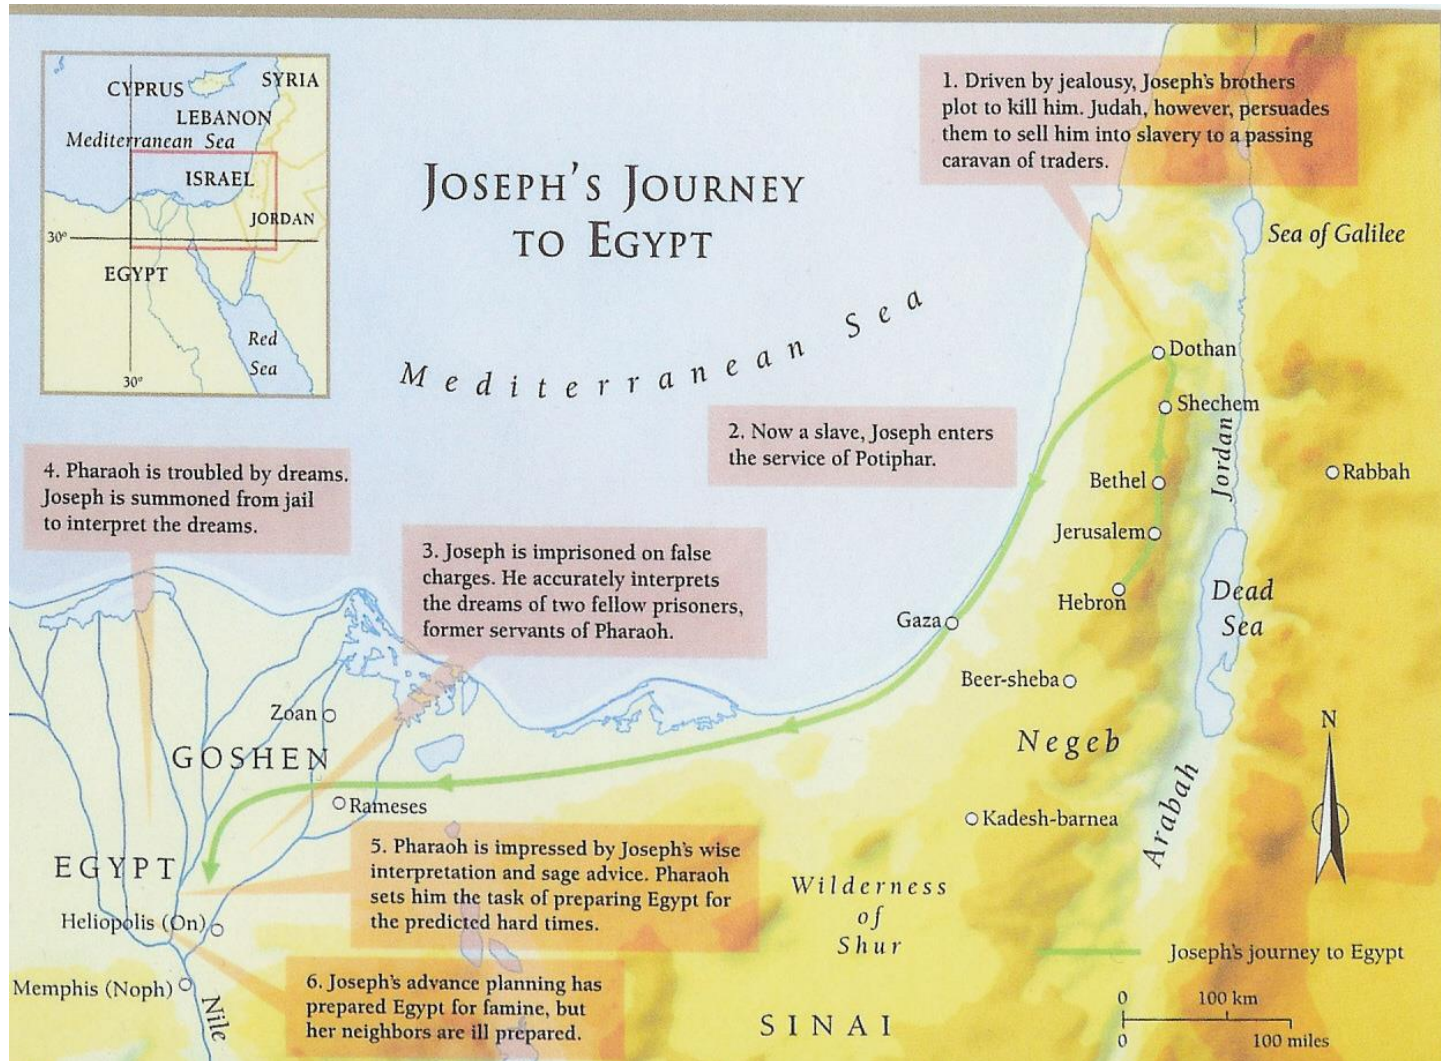 CYPRUS
SYRIA
LEBANON
Mediterranean Sea
ISRAEL
JORDAN
30°
EGYPT
Red
Sea
30°
JOSEPH'S JOURNEY
TO EGYPT
1. Driven by jealousy, Joseph's brothers
plot to kill him. Judah, however, persuades
them to sell him into slavery to a passing
caravan of traders.
Sea of Galilee
Mediterranean Sea
Dothan
Shechem
2. Now a slave, Joseph enters
the service of Potiphar.
Jordan
Bethel
Rabbah
4. Pharaoh is troubled by dreams.
Joseph is summoned from jail
to interpret the dreams.
Jerusalem
3. Joseph is imprisoned on false
charges. He accurately interprets
the dreams of two fellow prisoners,
former servants of Pharaoh.
Hebron
Dead
Sea
Gaza
Beer-sheba
Zoan
Negeb
N
GOSHEN
Rameses
Kadesh-barnea
Arabah
5. Pharaoh is impressed by Joseph's wise
interpretation and sage advice. Pharaoh
sets him the task of preparing Egypt for
the predicted hard times.
EGYPT
Wilderness
of
Shur
Heliopolis (On)
Joseph's journey to Egypt
Memphis (Noph)
Nile
6. Joseph's advance planning has
prepared Egypt for famine, but
her neighbors are ill prepared.
SINAI
0 100 km
0 100 miles